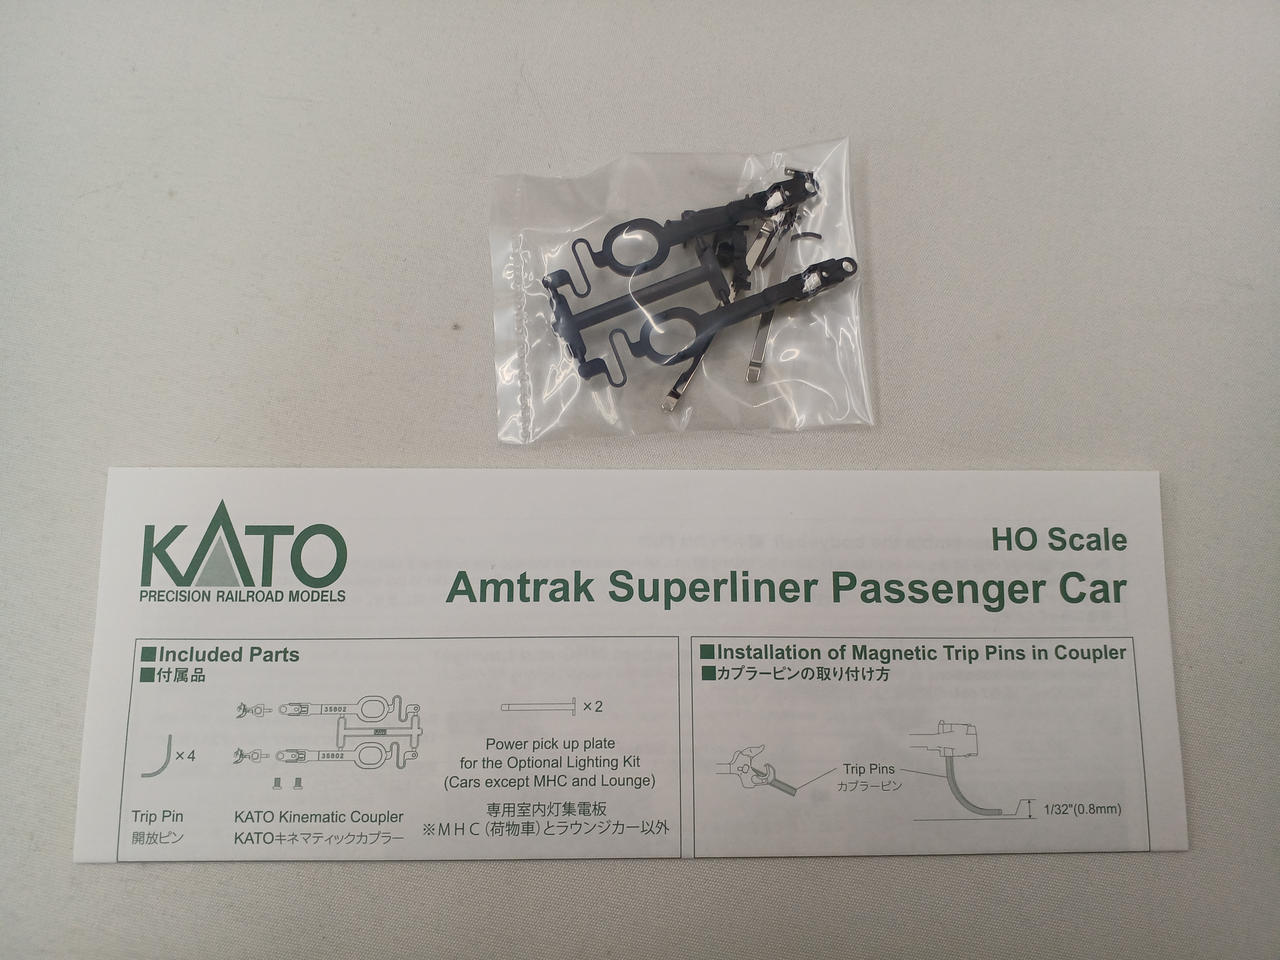 KATO
PRECISION RAILROAD MODELS
HO Scale
Amtrak Superliner Passenger Car
■Included Parts
■付属品
×4
Trip Pin
開放ピン
35802
35802
KATO Kinematic Coupler
KATOキネマティックカプラー
×2
Power pick up plate
for the Optional Lighting Kit
(Cars except MHC and Lounge)
専用室内灯集電板
※MHC(荷物車)とラウンジカー以外
■Installation of Magnetic Trip Pins in Coupler
■カプラーピンの取り付け方
Trip Pins
カプラーピン
1/32"(0.8mm)